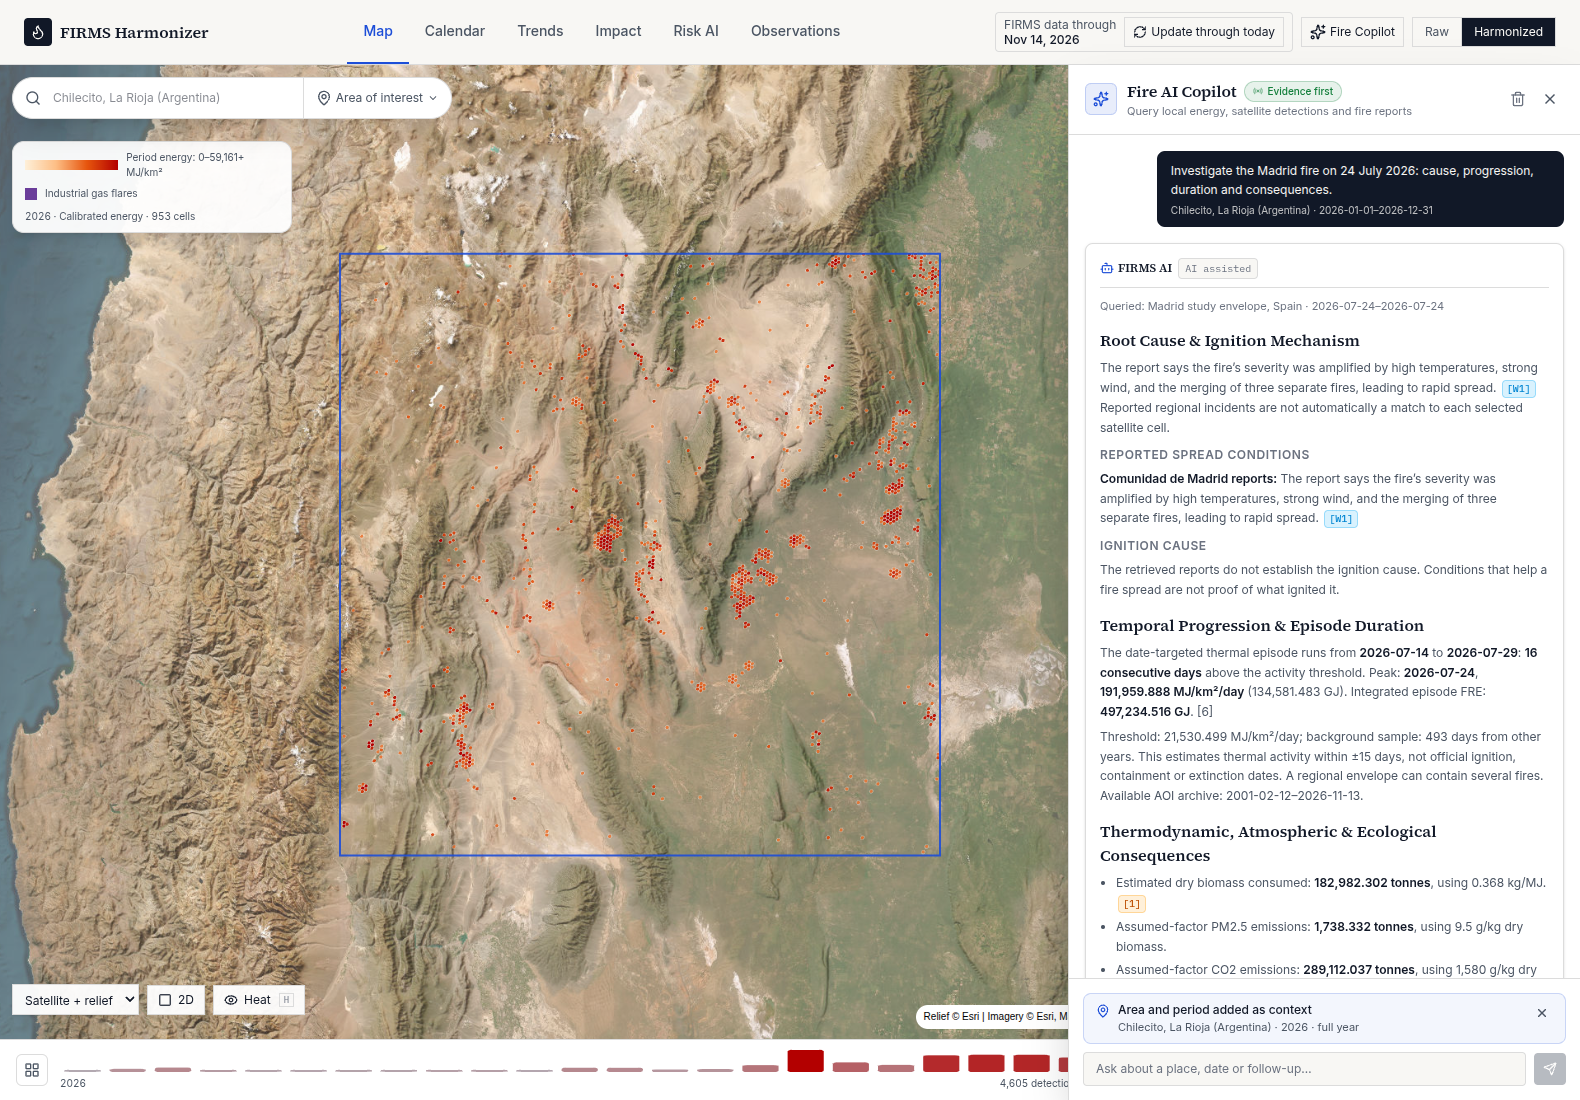 FIRMS Harmonizer
Map
Calendar
Trends
Impact
Risk AI
Observations
FIRMS data through
Nov 14, 2026
Update through today
Fire Copilot
Raw
Harmonized
Chilecito, La Rioja (Argentina)
Area of interest
Period energy: 0–59,161+
MJ/km²
Industrial gas flares
2026 · Calibrated energy · 953 cells
Fire AI Copilot
Evidence first
Query local energy, satellite detections and fire reports
Investigate the Madrid fire on 24 July 2026: cause, progression,
duration and consequences.
Chilecito, La Rioja (Argentina) · 2026-01-01–2026-12-31
FIRMS AI
AI assisted
Queried: Madrid study envelope, Spain · 2026-07-24–2026-07-24
Root Cause & Ignition Mechanism
The report says the fire’s severity was amplified by high temperatures, strong
wind, and the merging of three separate fires, leading to rapid spread. [W1]
Reported regional incidents are not automatically a match to each selected
satellite cell.
REPORTED SPREAD CONDITIONS
Comunidad de Madrid reports: The report says the fire’s severity was
amplified by high temperatures, strong wind, and the merging of three
separate fires, leading to rapid spread. [W1]
IGNITION CAUSE
The retrieved reports do not establish the ignition cause. Conditions that help a
fire spread are not proof of what ignited it.
Temporal Progression & Episode Duration
The date-targeted thermal episode runs from 2026-07-14 to 2026-07-29: 16
consecutive days above the activity threshold. Peak: 2026-07-24,
191,959.888 MJ/km²/day (134,581.483 GJ). Integrated episode FRE:
497,234.516 GJ. [6]
Threshold: 21,530.499 MJ/km²/day; background sample: 493 days from other
years. This estimates thermal activity within ±15 days, not official ignition,
containment or extinction dates. A regional envelope can contain several fires.
Available AOI archive: 2001-02-12–2026-11-13.
Thermodynamic, Atmospheric & Ecological
Consequences
• Estimated dry biomass consumed: 182,982.302 tonnes, using 0.368 kg/MJ.
[1]
• Assumed-factor PM2.5 emissions: 1,738.332 tonnes, using 9.5 g/kg dry
biomass.
• Assumed-factor CO2 emissions: 289,112.037 tonnes, using 1,580 g/kg dry
Area and period added as context
Chilecito, La Rioja (Argentina) · 2026 · full year
Ask about a place, date or follow-up...
Satellite + relief
2D
Heat
H
Relief © Esri | Imagery © Esri, M
2026
4,605 detectio